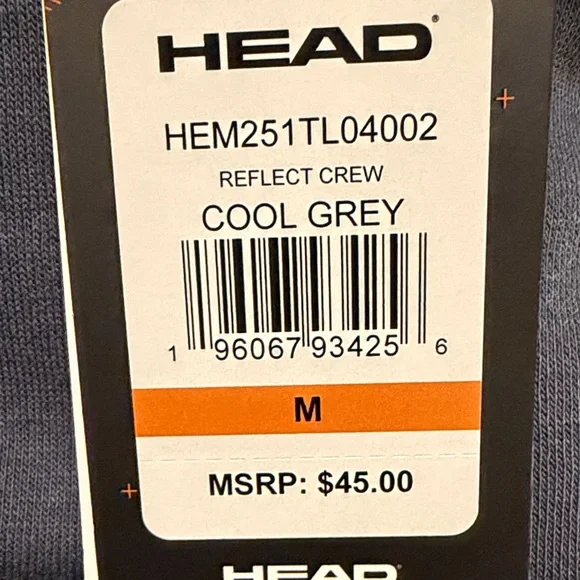 HEAD
HEM251TL04002
REFLECT CREW
COOL GREY
1 96067 93425 6
M
MSRP: $45.00
HEAD